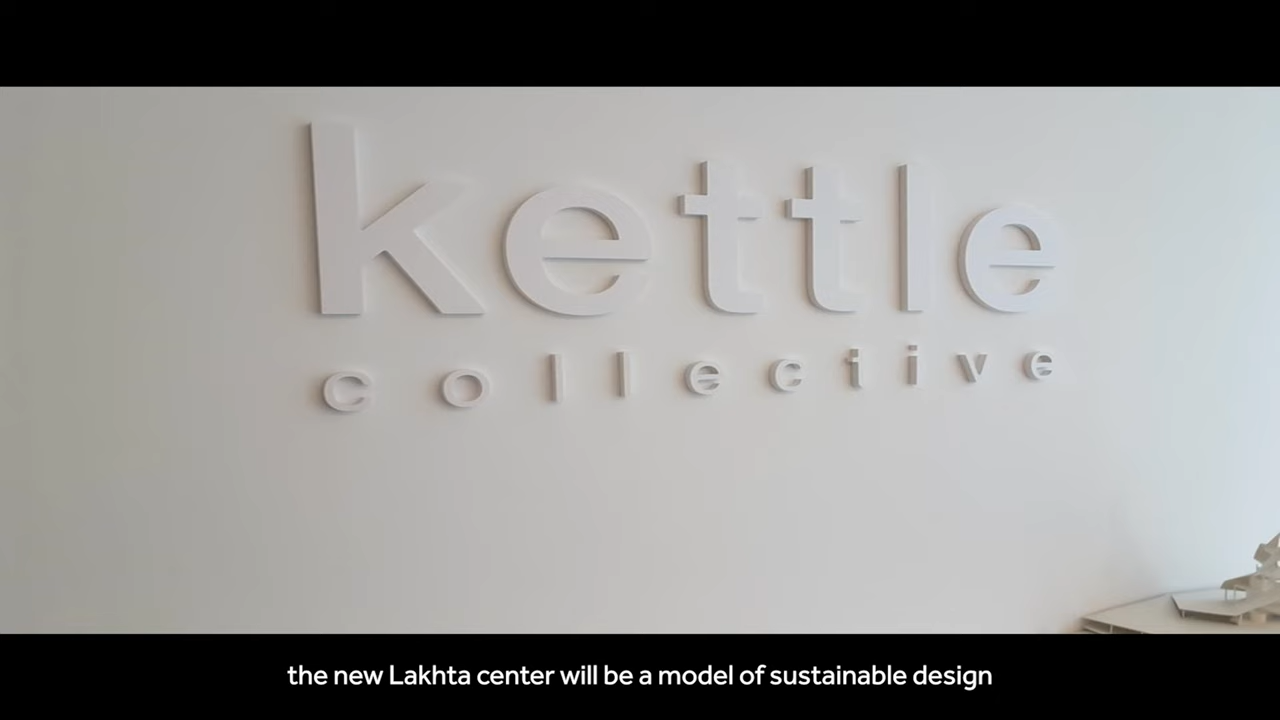 kettle
collective
the new Lakhta center will be a model of sustainable design